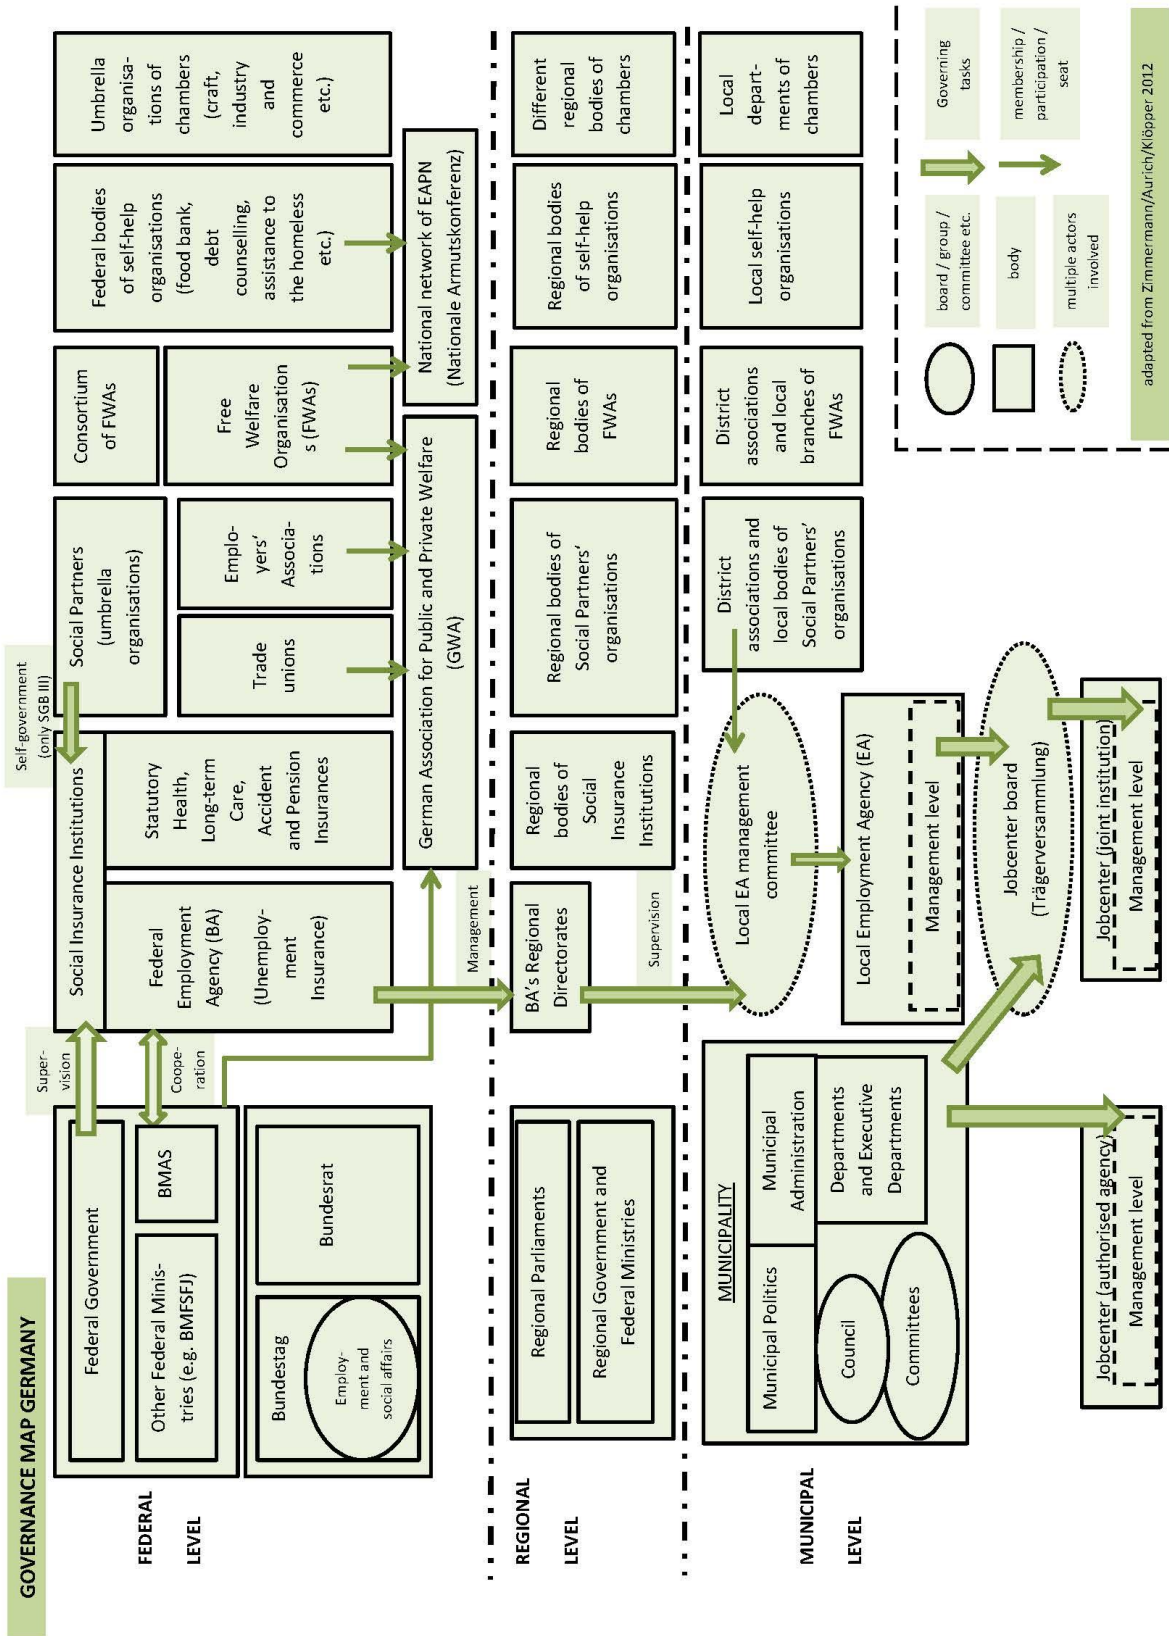 GOVERNANCE MAP GERMANY
FEDERAL
LEVEL
Federal Government
Other Federal Minis-
tries (e.g. BMFSFJ)
BMAS
Bundestag
Employ-
ment and
social affairs
Bundesrat
Super-
vision
Coope-
ration
Social Insurance Institutions
Federal
Employment
Agency (BA)
(Unemploy-
ment
Insurance)
Statutory
Health,
Long-term
Care,
Accident
and Pension
Insurances
Self-government
(only SGB III)
Social Partners
(umbrella
organisations)
Trade
unions
Emplo-
yers'
Associa-
tions
Consortium
of FWAs
Free
Welfare
Organisation
s (FWAs)
Federal bodies
of self-help
organisations
(food bank,
debt
counselling,
assistance to
the homeless
etc.)
Umbrella
organisa-
tions of
chambers
(craft,
industry
and
commerce
etc.)
German Association for Public and Private Welfare
(GWA)
National network of EAPN
(Nationale Armutskonferenz)
Management
REGIONAL
LEVEL
Regional Parliaments
Regional Government and
Federal Ministries
BA's Regional
Directorates
Regional
bodies of
Social
Insurance
Institutions
Regional bodies of
Social Partners'
organisations
Regional
bodies of
FWAs
Regional bodies
of self-help
organisations
Different
regional
bodies of
chambers
Supervision
MUNICIPAL
LEVEL
MUNICIPALITY
Municipal Politics
Municipal
Administration
Council
Committees
Departments
and Executive
Departments
Local EA management
committee
District
associations and
local bodies of
Social Partners'
organisations
District
associations
and local
branches of
FWAs
Local self-help
organisations
Local
depart-
ments of
chambers
Local Employment Agency (EA)
Management level
Jobcenter board
(Trägerversammlung)
Jobcenter (authorised agency)
Management level
Jobcenter (joint institution)
Management level
board / group /
committee etc.
body
multiple actors
involved
Governing
tasks
membership /
participation /
seat
adapted from Zimmermann/Aurich/Klöpper 2012